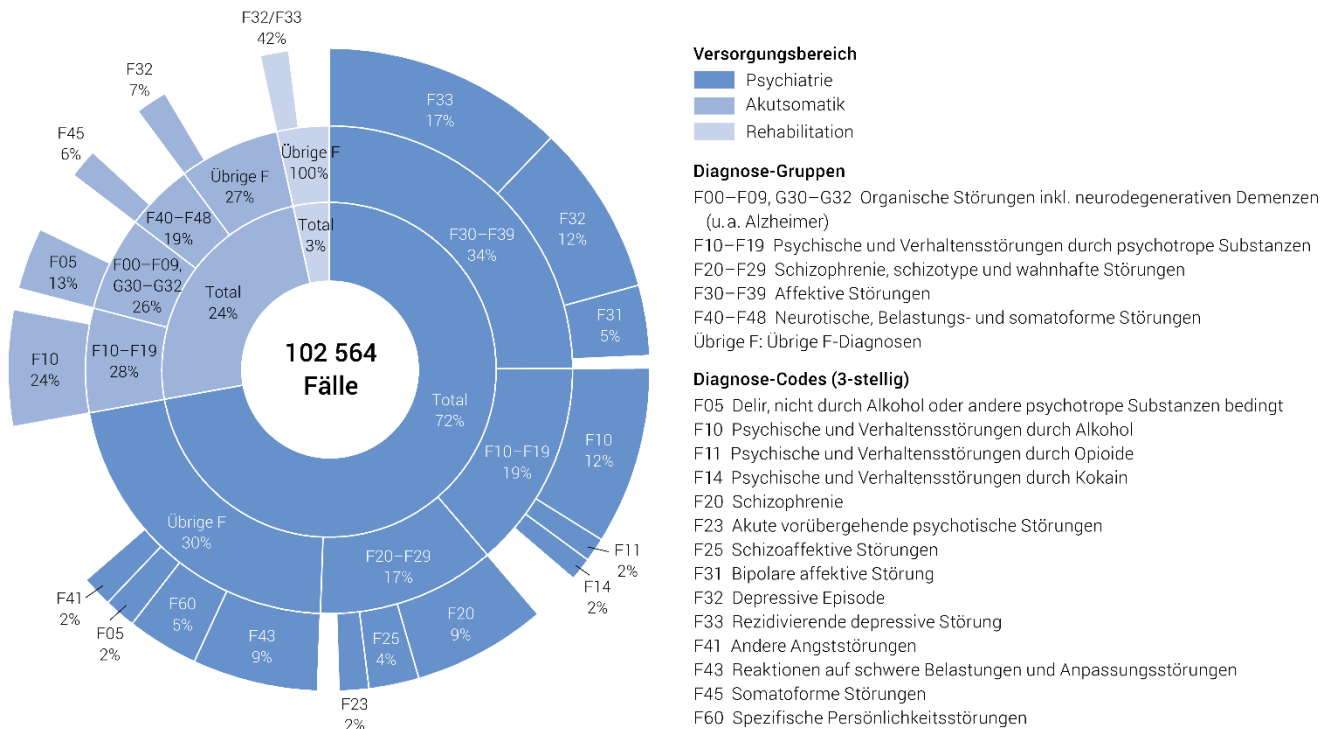 F32/F33
42%
F32
7%
F45
6%
F05
13%
F10
24%
Übrige F
100%
Übrige F
27%
F40–F48
19%
F00–F09,
G30–G32
26%
F10–F19
28%
Total
3%
Total
24%
102 564
Fälle
Total
72%
F30–F39
34%
F33
17%
F32
12%
F31
5%
F10–F19
19%
F10
12%
F11
2%
F14
2%
F20–F29
17%
F20
9%
F25
4%
F23
2%
Übrige F
30%
F43
9%
F60
5%
F05
2%
F41
2%
Versorgungsbereich
Psychiatrie
Akutsomatik
Rehabilitation
Diagnose-Gruppen
F00–F09, G30–G32 Organische Störungen inkl. neurodegenerativen Demenzen
(u. a. Alzheimer)
F10–F19 Psychische und Verhaltensstörungen durch psychotrope Substanzen
F20–F29 Schizophrenie, schizotype und wahnhafte Störungen
F30–F39 Affektive Störungen
F40–F48 Neurotische, Belastungs- und somatoforme Störungen
Übrige F: Übrige F-Diagnosen
Diagnose-Codes (3-stellig)
F05 Delir, nicht durch Alkohol oder andere psychotrope Substanzen bedingt
F10 Psychische und Verhaltensstörungen durch Alkohol
F11 Psychische und Verhaltensstörungen durch Opioide
F14 Psychische und Verhaltensstörungen durch Kokain
F20 Schizophrenie
F23 Akute vorübergehende psychotische Störungen
F25 Schizoaffektive Störungen
F31 Bipolare affektive Störung
F32 Depressive Episode
F33 Rezidivierende depressive Störung
F41 Andere Angststörungen
F43 Reaktionen auf schwere Belastungen und Anpassungsstörungen
F45 Somatoforme Störungen
F60 Spezifische Persönlichkeitsstörungen